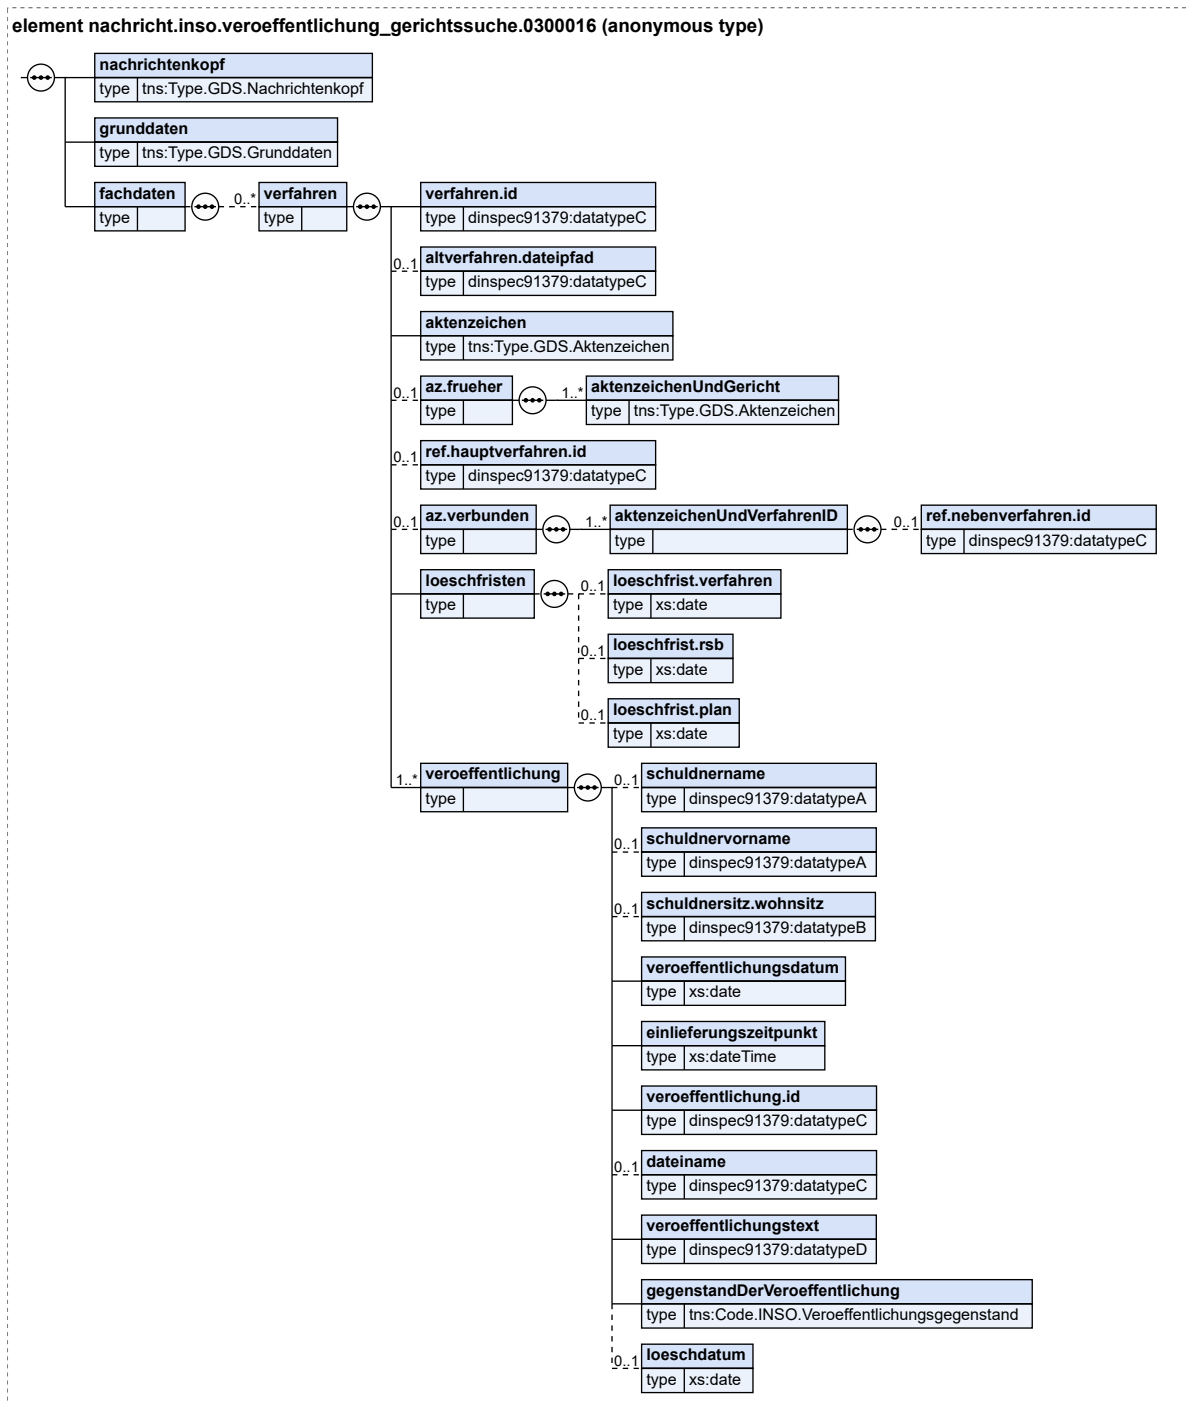 element nachricht.inso.veroeffentlichung_gerichtssuche.0300016 (anonymous type)
nachrichtenkopf
type tns:Type.GDS.Nachrichtenkopf
grunddaten
type tns:Type.GDS.Grunddaten
fachdaten
type
0..*
verfahren
type
verfahren.id
type dinspec91379:datatypeC
0..1
altverfahren.dateipfad
type dinspec91379:datatypeC
aktenzeichen
type tns:Type.GDS.Aktenzeichen
0..1
az.frueher
type
1..*
aktenzeichenUndGericht
type tns:Type.GDS.Aktenzeichen
0..1
ref.hauptverfahren.id
type dinspec91379:datatypeC
0..1
az.verbunden
type
1..*
aktenzeichenUndVerfahrenID
type
0..1
ref.nebenverfahren.id
type dinspec91379:datatypeC
loeschfristen
type
0..1
loeschfrist.verfahren
type xs:date
0..1
loeschfrist.rsb
type xs:date
0..1
loeschfrist.plan
type xs:date
1..*
veroeffentlichung
type
0..1
schuldnername
type dinspec91379:datatypeA
0..1
schuldnervorname
type dinspec91379:datatypeA
0..1
schuldnersitz.wohnsitz
type dinspec91379:datatypeB
veroeffentlichungsdatum
type xs:date
einlieferungszeitpunkt
type xs:dateTime
veroeffentlichung.id
type dinspec91379:datatypeC
0..1
dateiname
type dinspec91379:datatypeC
veroeffentlichungstext
type dinspec91379:datatypeD
gegenstandDerVeroeffentlichung
type tns:Code.INSO.Veroeffentlichungsgegenstand
0..1
loeschdatum
type xs:date